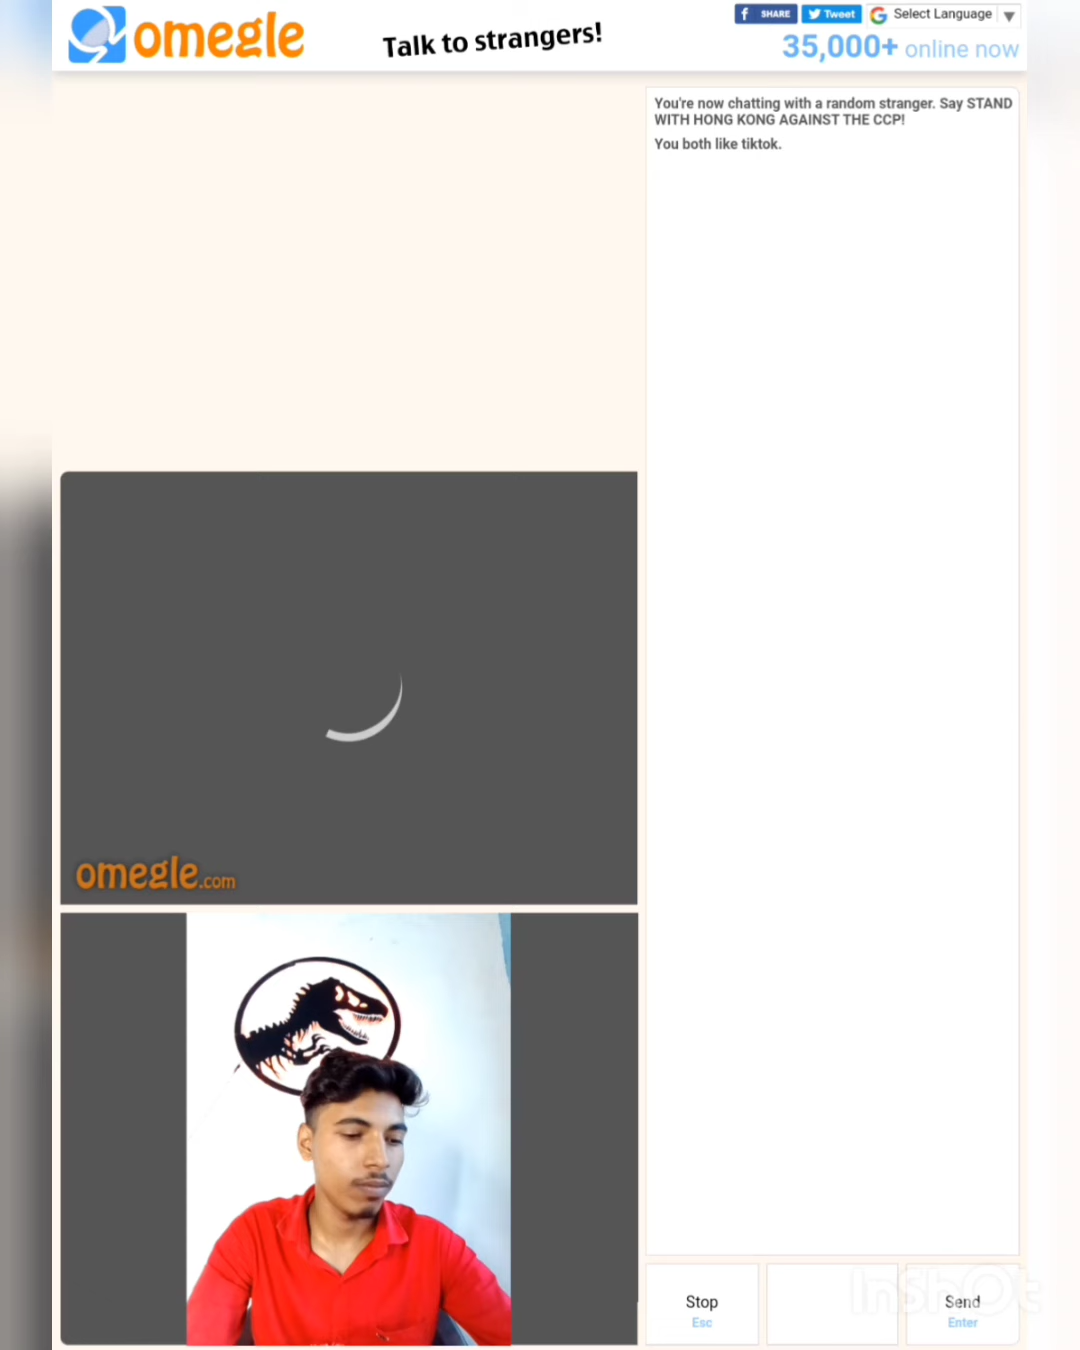 omegle
Talk to strangers!
f SHARE
Tweet
G Select Language ▼
35,000+ online now
You're now chatting with a random stranger. Say STAND
WITH HONG KONG AGAINST THE CCP!
You both like tiktok.
omegle.com
Stop
Esc
Send
Enter
InShOt